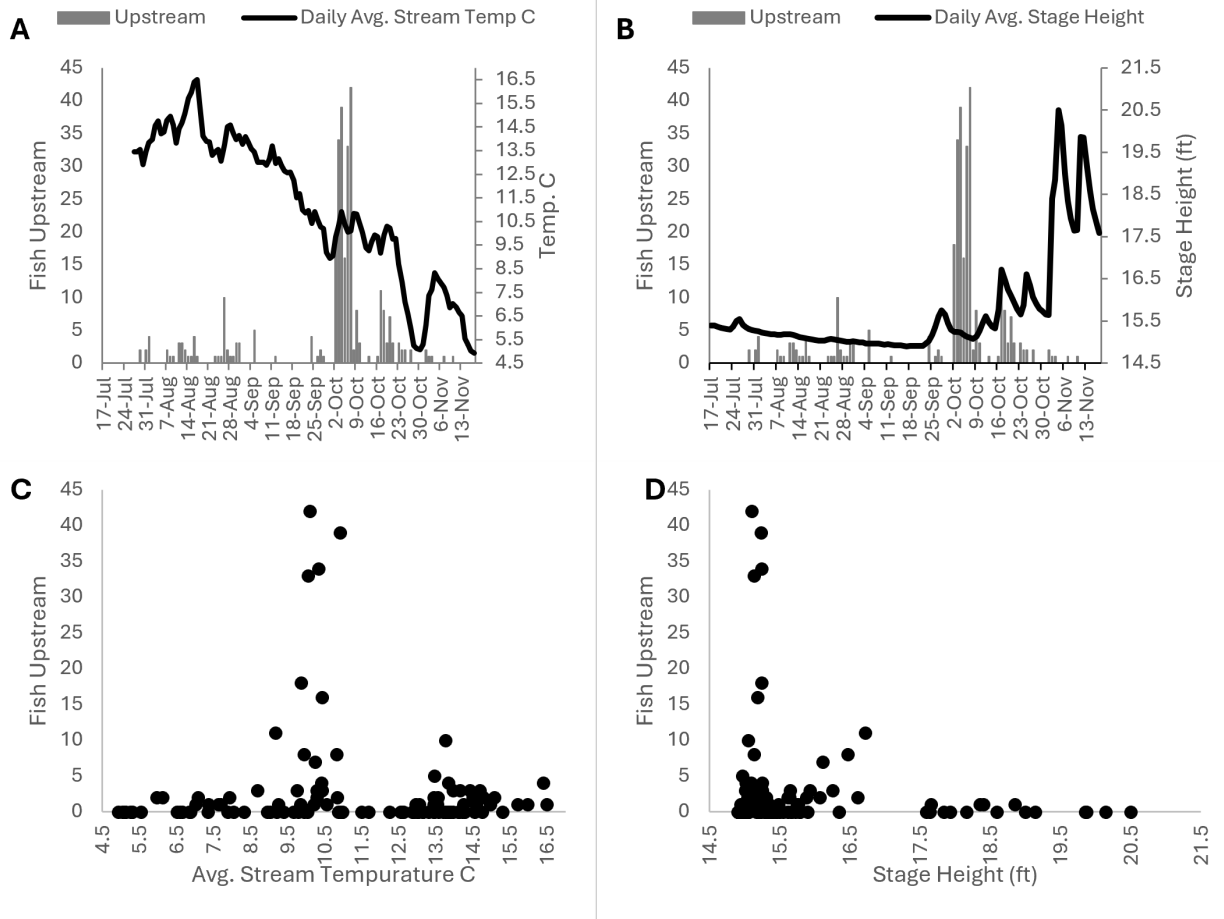 A
Upstream
Daily Avg. Stream Temp C
45
40
35
30
25
20
15
10
5
0
Fish Upstream
16.5
15.5
14.5
13.5
12.5
11.5
10.5
9.5
8.5
7.5
6.5
5.5
4.5
Temp. C
17-Jul
24-Jul
31-Jul
7-Aug
14-Aug
21-Aug
28-Aug
4-Sep
11-Sep
18-Sep
25-Sep
2-Oct
9-Oct
16-Oct
23-Oct
30-Oct
6-Nov
13-Nov
B
Upstream
Daily Avg. Stage Height
45
40
35
30
25
20
15
10
5
0
Fish Upstream
21.5
20.5
19.5
18.5
17.5
16.5
15.5
14.5
Stage Height (ft)
17-Jul
24-Jul
31-Jul
7-Aug
14-Aug
21-Aug
28-Aug
4-Sep
11-Sep
18-Sep
25-Sep
2-Oct
9-Oct
16-Oct
23-Oct
30-Oct
6-Nov
13-Nov
C
45
40
35
30
25
20
15
10
5
0
Fish Upstream
4.5
5.5
6.5
7.5
8.5
9.5
10.5
11.5
12.5
13.5
14.5
15.5
16.5
Avg. Stream Tempurature C
D
45
40
35
30
25
20
15
10
5
0
Fish Upstream
14.5
15.5
16.5
17.5
18.5
19.5
20.5
21.5
Stage Height (ft)